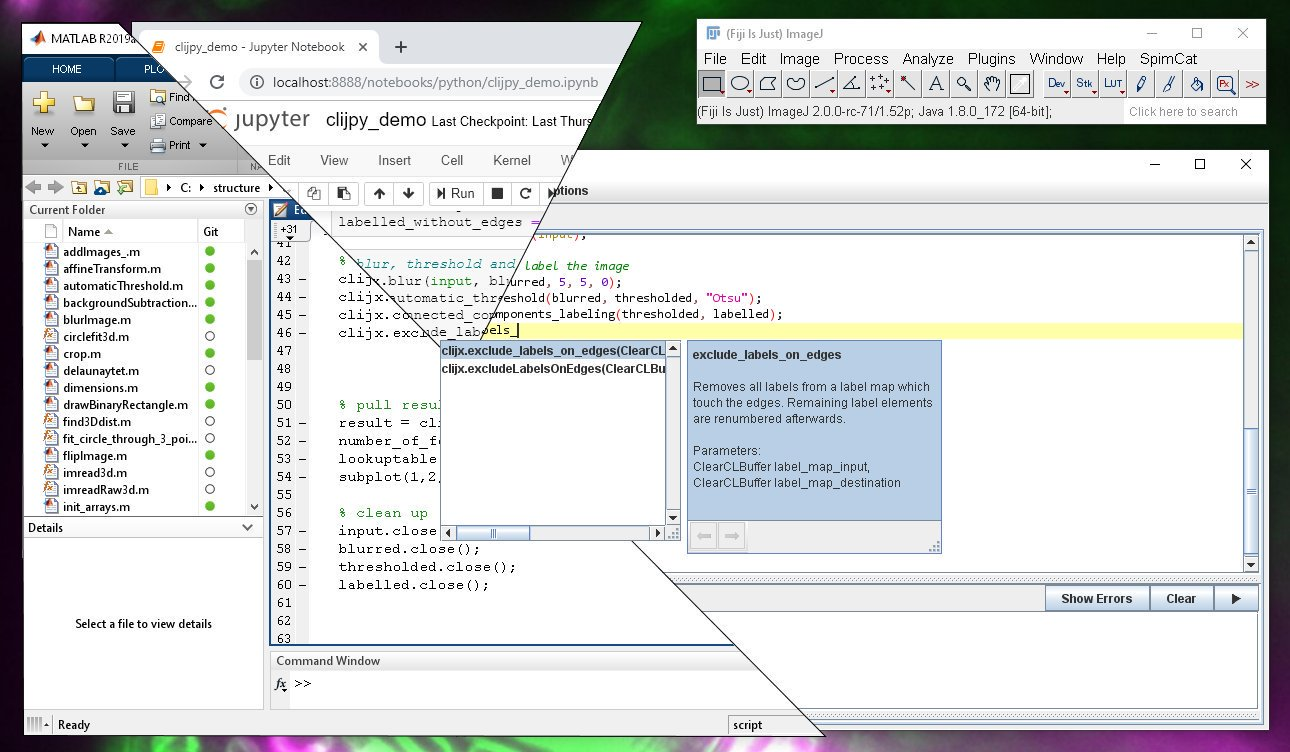 MATLAB R2019a
HOME
PLO
New
Open
Save
Find
Compare
Print
FILE
NA
C:
structure
Current Folder
Name
Git
addImages_.m
affineTransform.m
automaticThreshold.m
backgroundSubtraction...
blurImage.m
circlefit3d.m
crop.m
delaunaytet.m
dimensions.m
drawBinaryRectangle.m
find3Ddist.m
fit_circle_through_3_poi...
flipImage.m
imread3d.m
imreadRaw3d.m
init_arrays.m
Details
Select a file to view details
Ready
clijpy_demo - Jupyter Notebook
localhost:8888/notebooks/python/clijpy_demo.ipynb
jupyter clijpy_demo Last Checkpoint: Last Thurs
Edit View Insert Cell Kernel W
Run
ptions
labelled_without_edges =
(Fiji Is Just) ImageJ
File Edit Image Process Analyze Plugins Window Help SpimCat
Dev Stk LUT
(Fiji Is Just) ImageJ 2.0.0-rc-71/1.52p; Java 1.8.0_172 [64-bit];
Click here to search
+31
41 (input);
42 % blur, threshold and label the image
43 – clijx.blur(input, blurred, 5, 5, 0);
44 – clijx.automatic_threshold(blurred, thresholded, "Otsu");
45 – clijx.connected_components_labeling(thresholded, labelled);
46 – clijx.exclude_labels_
47
48
49
50 % pull resul
51 – result = cli
52 – number_of_fo
53 – lookuptable
54 – subplot(1,2,
55
56 % clean up
57 – input.close
58 – blurred.close();
59 – thresholded.close();
60 – labelled.close();
61
62
63
clijx.exclude_labels_on_edges(ClearCL
clijx.excludeLabelsOnEdges(ClearCLBu
exclude_labels_on_edges
Removes all labels from a label map which
touch the edges. Remaining label elements
are renumbered afterwards.
Parameters:
ClearCLBuffer label_map_input,
ClearCLBuffer label_map_destination
Show Errors
Clear
Command Window
fx >>
script